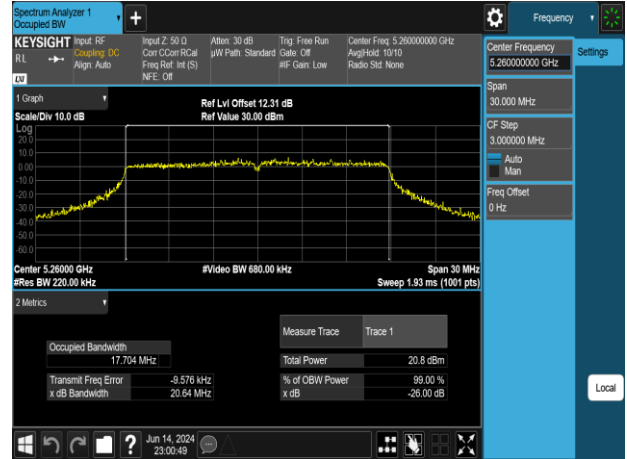 Spectrum Analyzer 1
Occupied BW
Frequency
KEYSIGHT
RL
LXI
Input: RF
Coupling: DC
Align: Auto
Input Z: 50 Ω
Corr CCorr RCal
Freq Ref: Int (S)
NFE: Off
Atten: 30 dB
µW Path: Standard
Trig: Free Run
Gate: Off
#IF Gain: Low
Center Freq: 5.260000000 GHz
Avg|Hold: 10/10
Radio Std: None
Center Frequency
5.260000000 GHz
Settings
Span
30.000 MHz
CF Step
3.000000 MHz
Auto
Man
Freq Offset
0 Hz
Local
1 Graph
Scale/Div 10.0 dB
Ref Lvl Offset 12.31 dB
Ref Value 30.00 dBm
Log
20.0
10.0
0.00
-10.0
-20.0
-30.0
-40.0
-50.0
-60.0
Center 5.26000 GHz
#Res BW 220.00 kHz
#Video BW 680.00 kHz
Span 30 MHz
Sweep 1.93 ms (1001 pts)
2 Metrics
Measure Trace Trace 1
Occupied Bandwidth
17.704 MHz
Total Power 20.8 dBm
Transmit Freq Error -9.576 kHz
% of OBW Power 99.00 %
x dB Bandwidth 20.64 MHz
x dB -26.00 dB
?
Jun 14, 2024
23:00:49